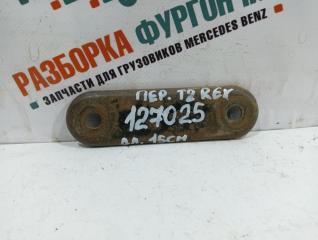 РАЗБОРКА ФУРГОН
ЗАПЧАСТИ ДЛЯ ГРУЗОВИКОВ MERCEDES BENZ
ПЕР. T2 REX
127025
ДЛ. 15СМ